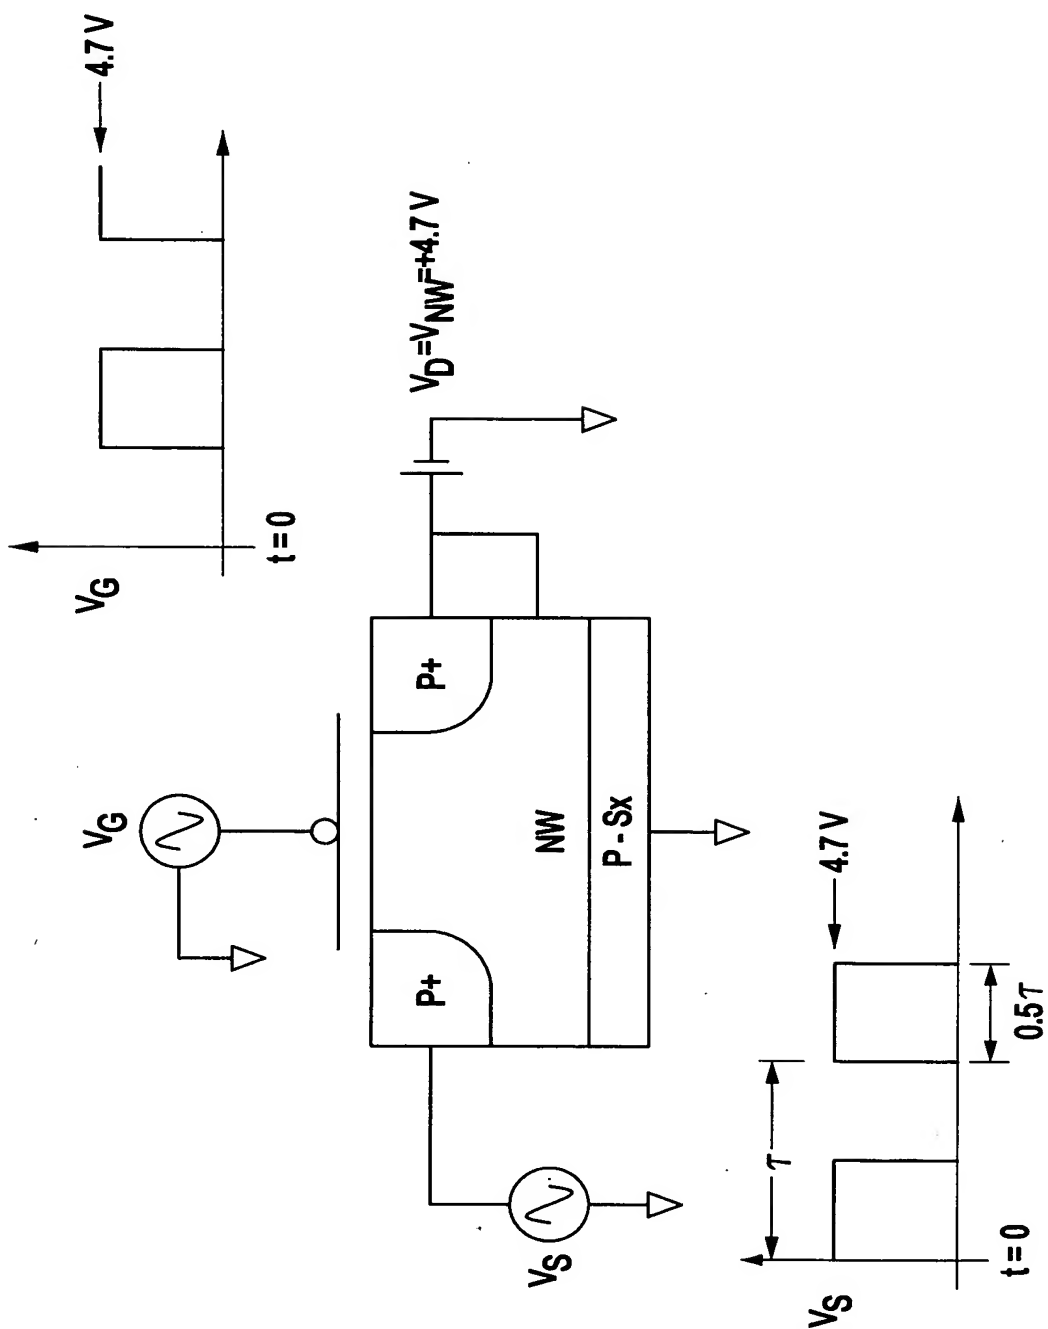 V_G
4.7 V
t = 0
V_G
P+
P+
NW
P - Sx
V_D=V_NW=+4.7 V
V_S
V_S
τ
4.7 V
0.5τ
t = 0